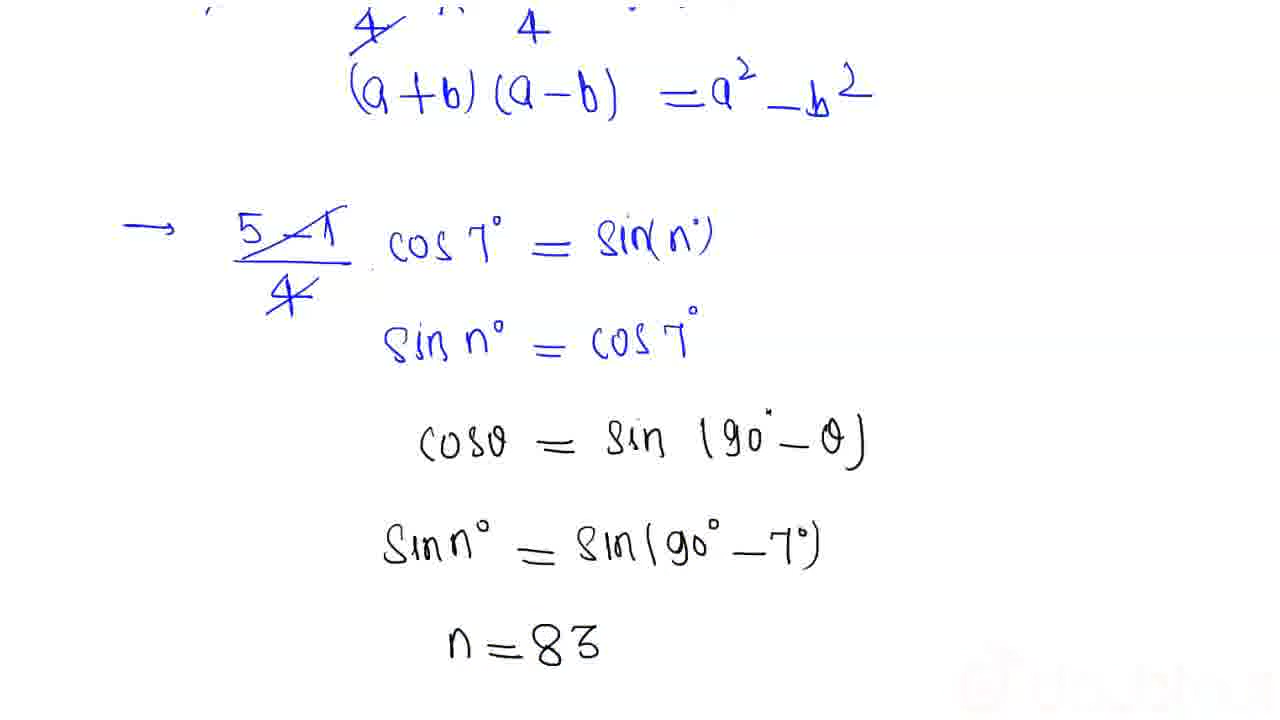 4 4
(a+b) (a-b) = a² - b²
→ 5-1/4 cos 7° = sin(n°)
sin n° = cos 7°
cosθ = sin (90° - θ)
sin n° = sin(90° - 7°)
n = 83